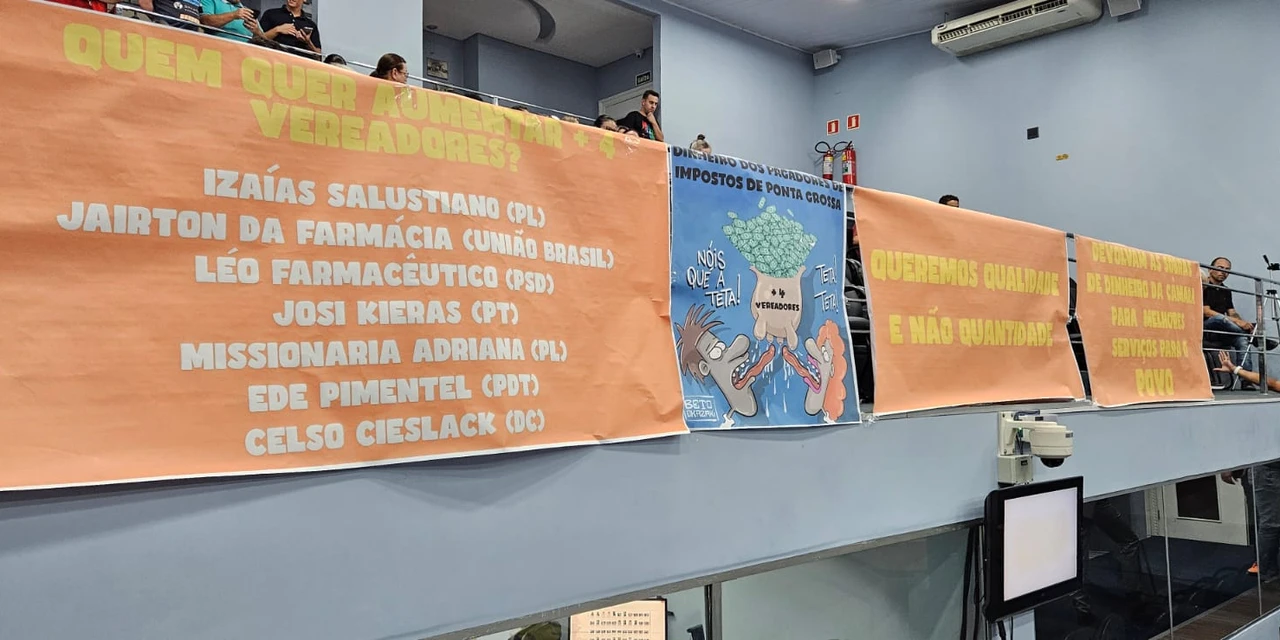 QUEM QUER AUMENTAR + 4
VEREADORES?
IZAÍAS SALUSTIANO (PL)
JAIRTON DA FARMÁCIA (UNIÃO BRASIL)
LÉO FARMACÊUTICO (PSD)
JOSI KIERAS (PT)
MISSIONARIA ADRIANA (PL)
EDE PIMENTEL (PDT)
CELSO CIESLACK (DC)
DINHEIRO DOS PAGADORES DE
IMPOSTOS DE PONTA GROSSA
NÓIS
QUE A
TETA!
TETA!
TETA!
+ 4
VEREADORES
BETO
QUEREMOS QUALIDADE
E NÃO QUANTIDADE
DEVOLVAM AS SOBRAS
DE DINHEIRO DA CÂMARA
PARA MELHORES
SERVIÇOS PARA O
POVO